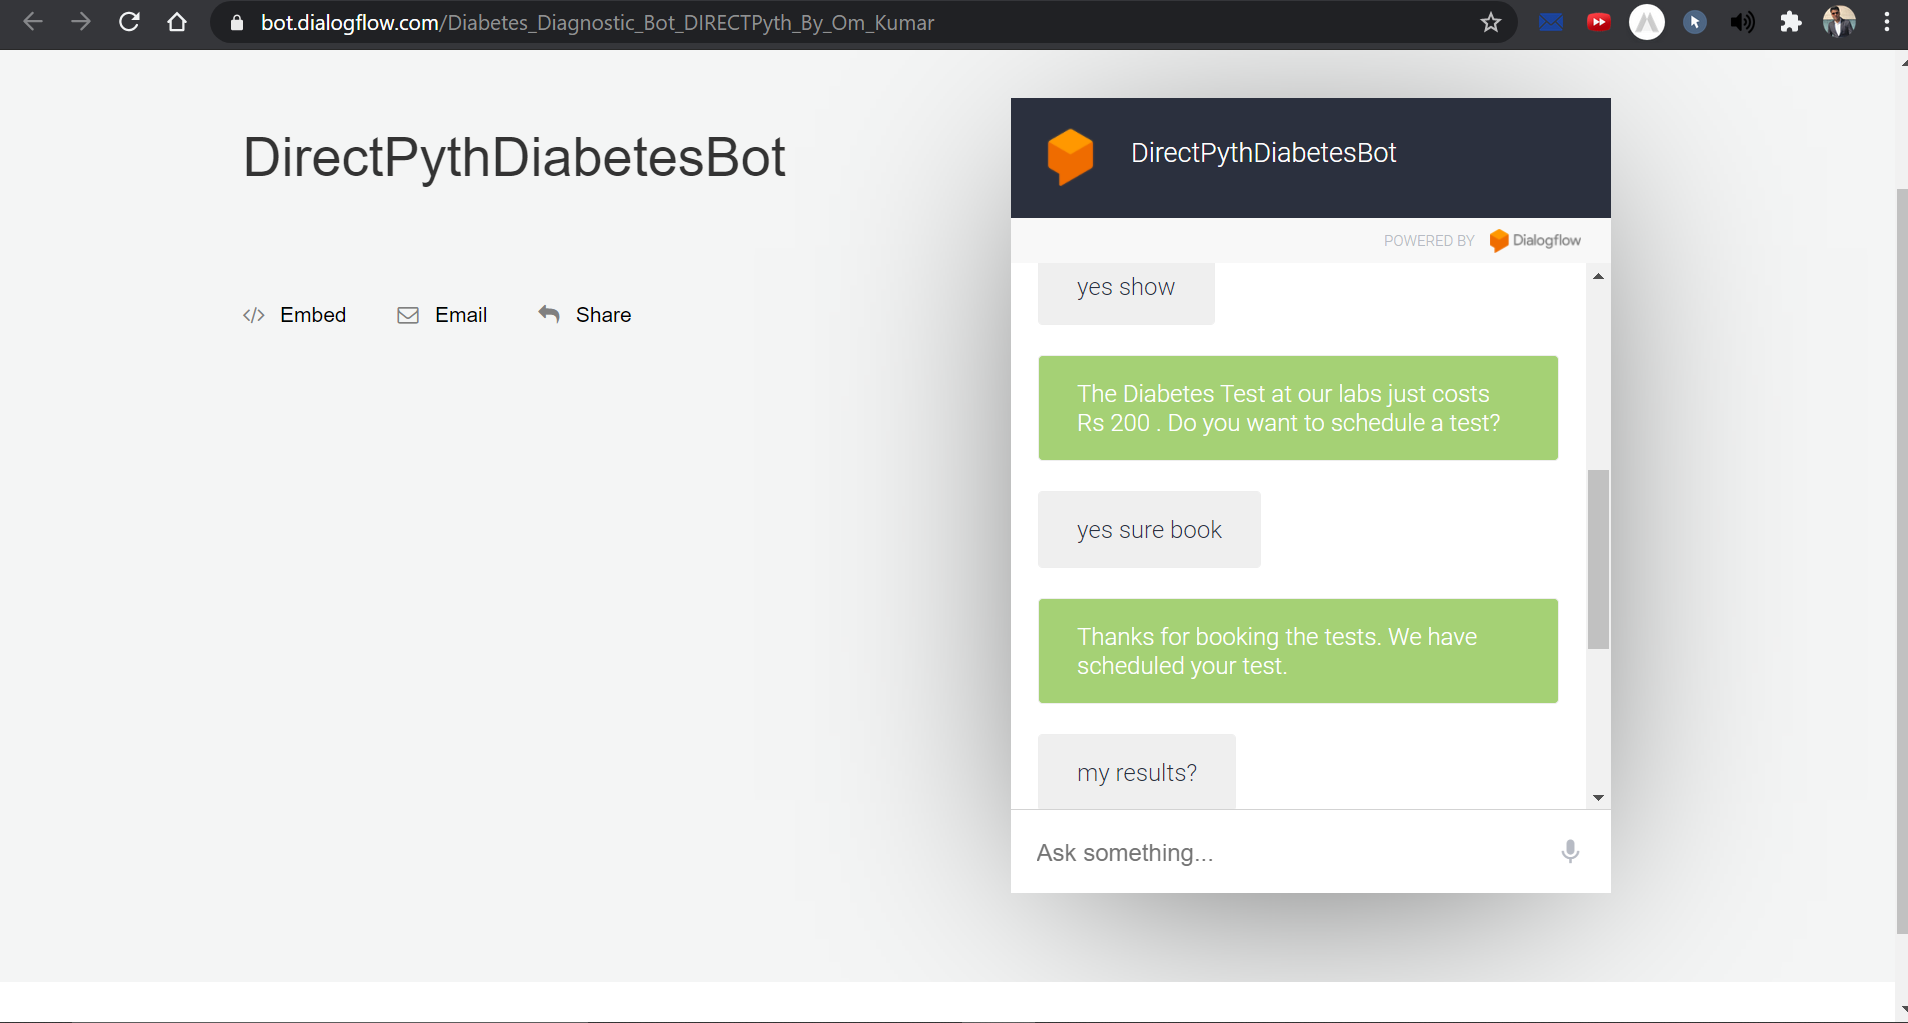 bot.dialogflow.com/Diabetes_Diagnostic_Bot_DIRECTPyth_By_Om_Kumar
DirectPythDiabetesBot
</> Embed
Email
Share
DirectPythDiabetesBot
POWERED BY Dialogflow
yes show
The Diabetes Test at our labs just costs
Rs 200 . Do you want to schedule a test?
yes sure book
Thanks for booking the tests. We have
scheduled your test.
my results?
Ask something...